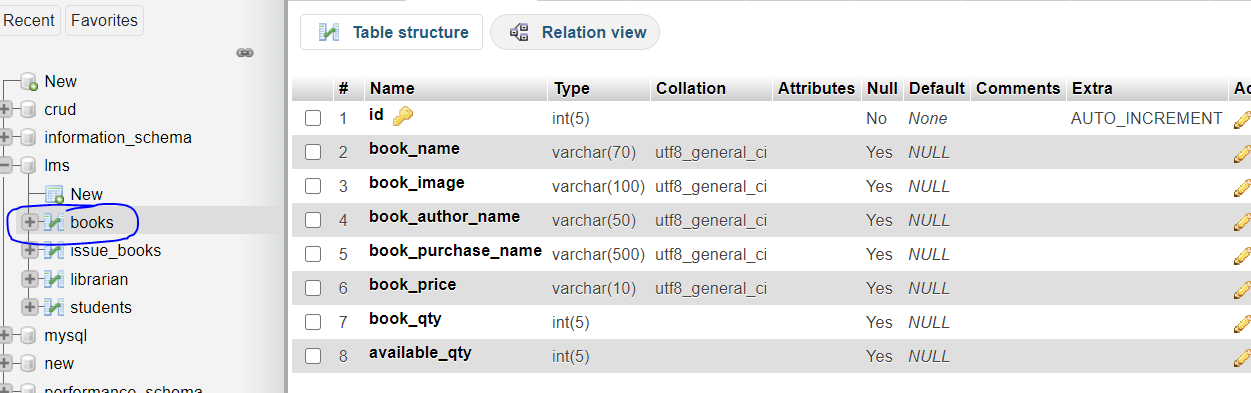 Recent Favorites
New
crud
information_schema
lms
New
books
issue_books
librarian
students
mysql
new
performance_schema
Table structure Relation view
# Name Type Collation Attributes Null Default Comments Extra
1 id int(5) No None AUTO_INCREMENT
2 book_name varchar(70) utf8_general_ci Yes NULL
3 book_image varchar(100) utf8_general_ci Yes NULL
4 book_author_name varchar(50) utf8_general_ci Yes NULL
5 book_purchase_name varchar(500) utf8_general_ci Yes NULL
6 book_price varchar(10) utf8_general_ci Yes NULL
7 book_qty int(5) Yes NULL
8 available_qty int(5) Yes NULL